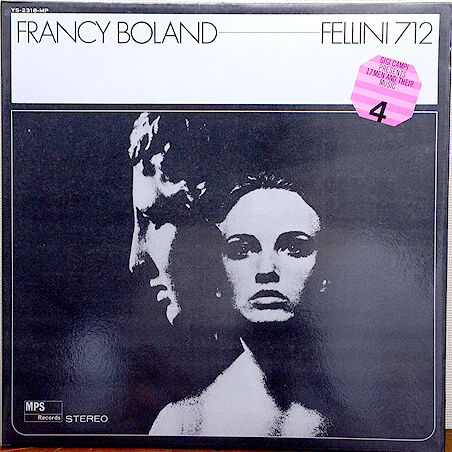 YS-2318-MP
FRANCY BOLAND
FELLINI 712
GIGI CAMPI
PRESENTS
17 MEN AND THEIR
MUSIC
4
MPS
Records
STEREO